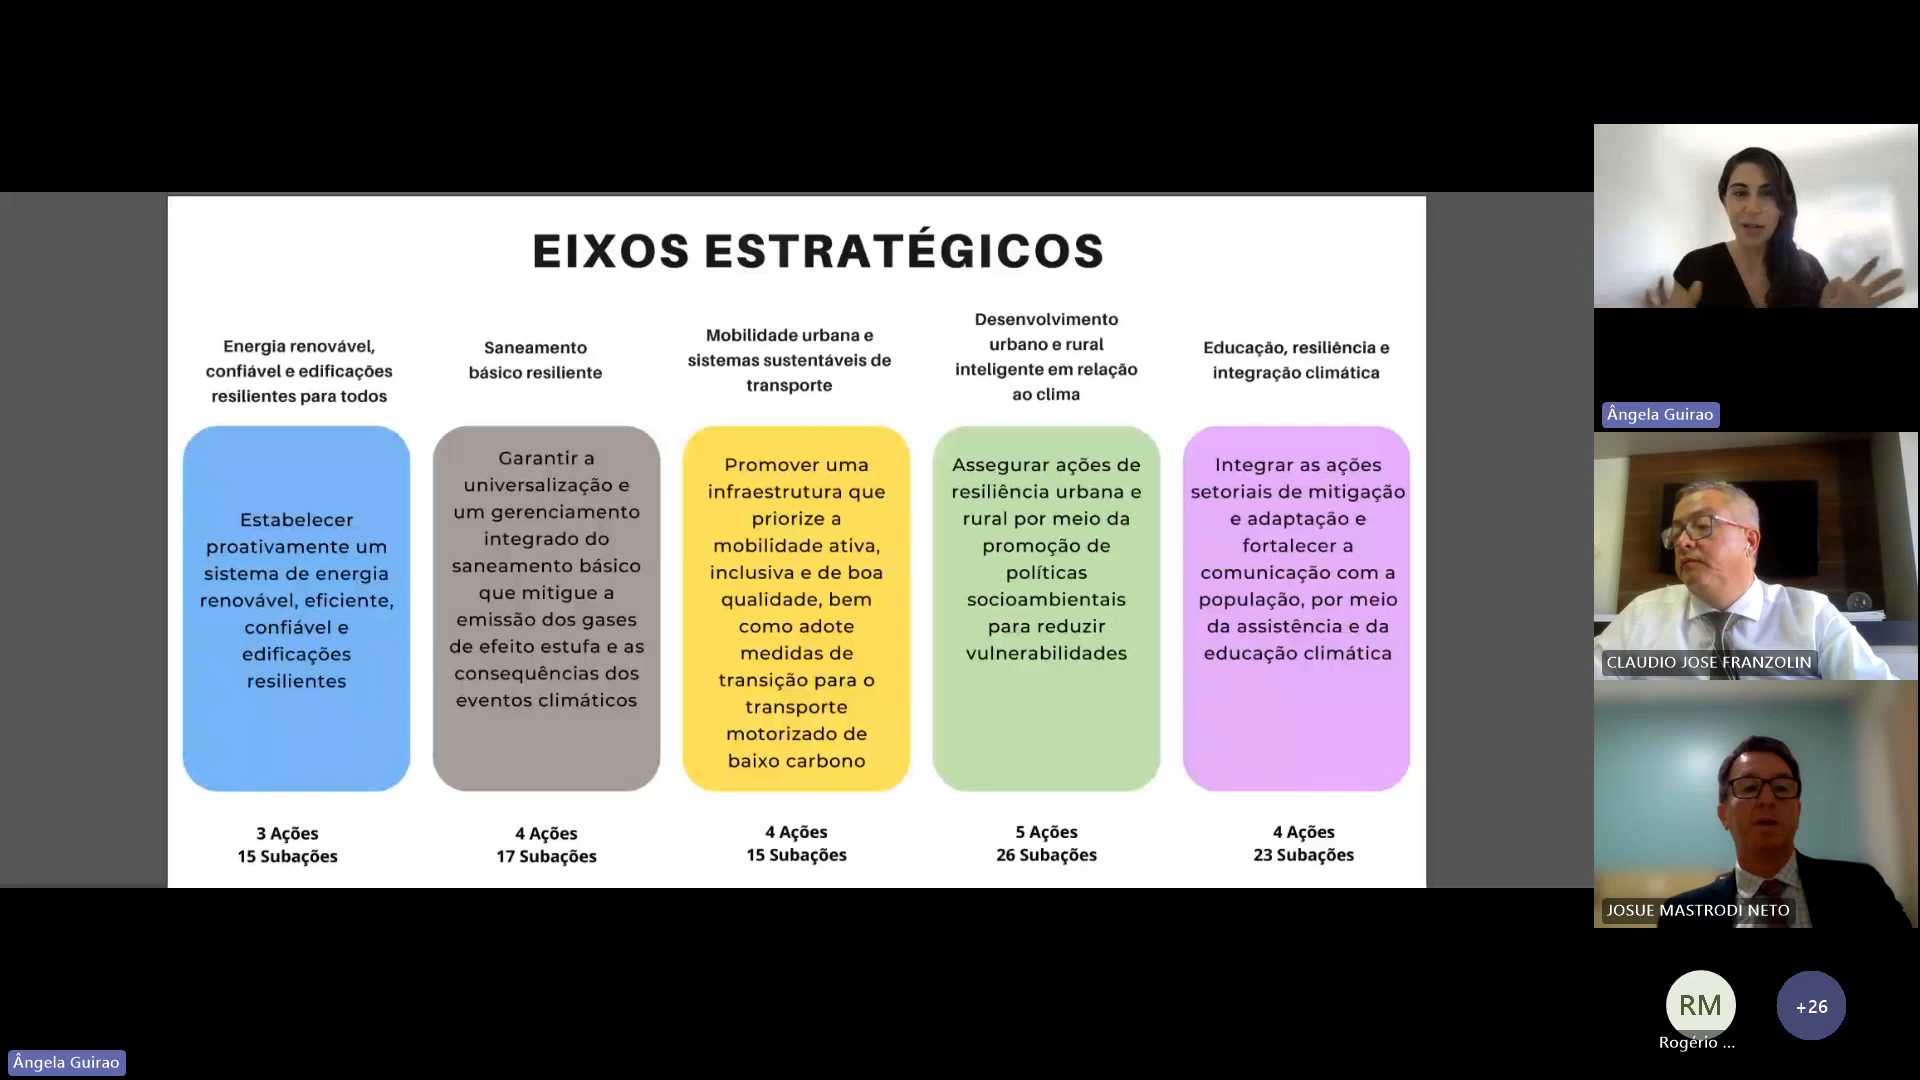 EIXOS ESTRATÉGICOS
Energia renovável,
confiável e edificações
resilientes para todos
Saneamento
básico resiliente
Mobilidade urbana e
sistemas sustentáveis de
transporte
Desenvolvimento
urbano e rural
inteligente em relação
ao clima
Educação, resiliência e
integração climática
Estabelecer
proativamente um
sistema de energia
renovável, eficiente,
confiável e
edificações
resilientes
Garantir a
universalização e
um gerenciamento
integrado do
saneamento básico
que mitigue a
emissão dos gases
de efeito estufa e as
consequências dos
eventos climáticos
Promover uma
infraestrutura que
priorize a
mobilidade ativa,
inclusiva e de boa
qualidade, bem
como adote
medidas de
transição para o
transporte
motorizado de
baixo carbono
Assegurar ações de
resiliência urbana e
rural por meio da
promoção de
políticas
socioambientais
para reduzir
vulnerabilidades
Integrar as ações
setoriais de mitigação
e adaptação e
fortalecer a
comunicação com a
população, por meio
da assistência e da
educação climática
3 Ações
15 Subações
4 Ações
17 Subações
4 Ações
15 Subações
5 Ações
26 Subações
4 Ações
23 Subações
Ângela Guirao
CLAUDIO JOSE FRANZOLIN
JOSUE MASTRODI NETO
RM
Rogério ...
+26
Ângela Guirao